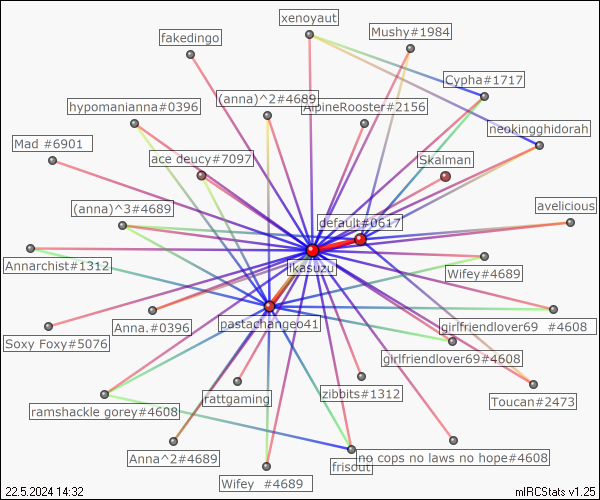 xenoyaut
Mushy#1984
fakedingo
Cypha#1717
(anna)^2#4689
hypomanianna#0396
AlpineRooster#2156
neokingghidorah
Mad #6901
ace deucy#7097
Skalman
(anna)^3#4689
avelicious
default#0617
Annarchist#1312
ikasuzu
Wifey#4689
pastachangeo41
Anna.#0396
girlfriendlover69 #4608
Soxy Foxy#5076
girlfriendlover69#4608
zibbits#1312
rattgaming
Toucan#2473
ramshackle gorey#4608
Anna^2#4689
no cops no laws no hope#4608
frisout
Wifey #4689
22.5.2024 14:32
mIRCStats v1.25